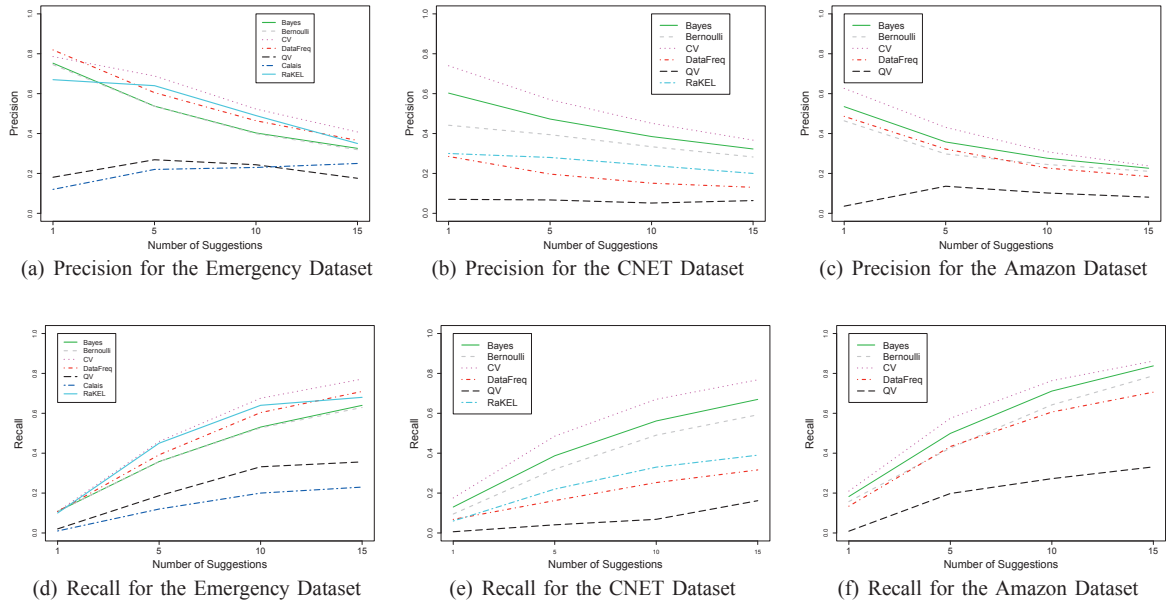 1.0
0.8
0.6
0.4
0.2
0.0
Precision
1 5 10 15
Number of Suggestions
Bayes
Bernoulli
CV
DataFreq
QV
Calais
RaKEL
(a) Precision for the Emergency Dataset
1.0
0.8
0.6
0.4
0.2
0.0
Precision
1 5 10 15
Number of Suggestions
Bayes
Bernoulli
CV
DataFreq
QV
RaKEL
(b) Precision for the CNET Dataset
1.0
0.8
0.6
0.4
0.2
0.0
Precision
1 5 10 15
Number of Suggestions
Bayes
Bernoulli
CV
DataFreq
QV
(c) Precision for the Amazon Dataset
1.0
0.8
0.6
0.4
0.2
0.0
Recall
1 5 10 15
Number of Suggestions
Bayes
Bernoulli
CV
DataFreq
QV
Calais
RaKEL
(d) Recall for the Emergency Dataset
1.0
0.8
0.6
0.4
0.2
0.0
Recall
1 5 10 15
Number of Suggestions
Bayes
Bernoulli
CV
DataFreq
QV
RaKEL
(e) Recall for the CNET Dataset
1.0
0.8
0.6
0.4
0.2
0.0
Recall
1 5 10 15
Number of Suggestions
Bayes
Bernoulli
CV
DataFreq
QV
(f) Recall for the Amazon Dataset